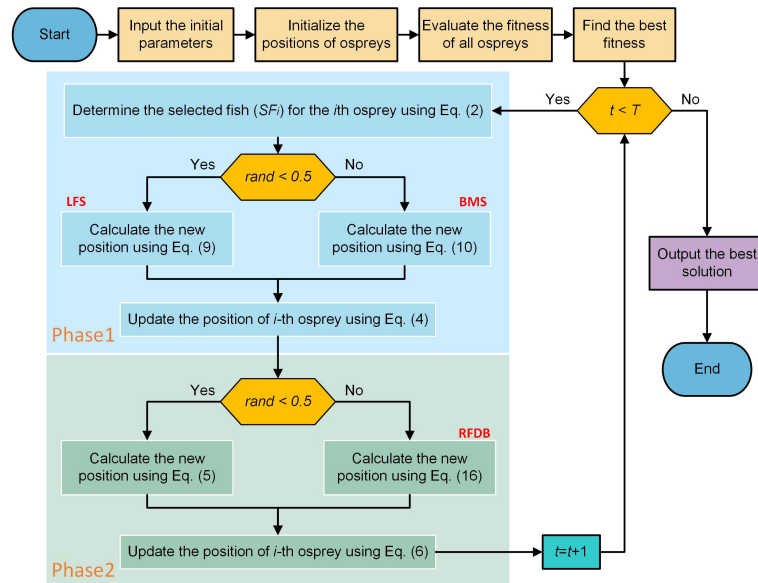 Start
Input the initial
parameters
Initialize the
positions of ospreys
Evaluate the fitness
of all ospreys
Find the best
fitness
Determine the selected fish (SFi) for the ith osprey using Eq. (2)
Yes
t < T
No
Yes
rand < 0.5
No
LFS
BMS
Calculate the new
position using Eq. (9)
Calculate the new
position using Eq. (10)
Output the best
solution
Update the position of i-th osprey using Eq. (4)
Phase1
End
Yes
rand < 0.5
No
RFDB
Calculate the new
position using Eq. (5)
Calculate the new
position using Eq. (16)
Update the position of i-th osprey using Eq. (6)
t=t+1
Phase2